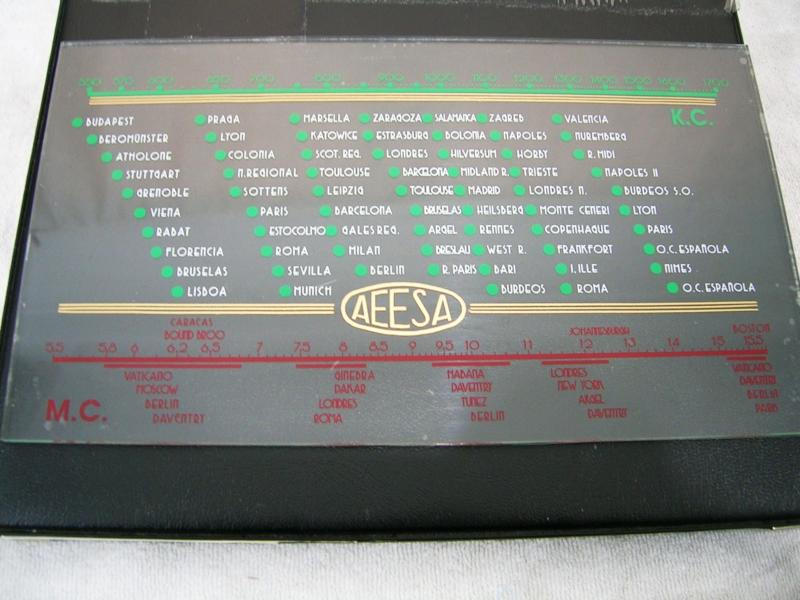 550 600 650 700 800 900 1000 1100 1200 1300 1400 1500 1600 1700
K.C.
BUDAPEST PRAGA MARSELLA ZARAGOZA SALAMANCA ZAGREB VALENCIA
BEROMÜNSTER LYON KATOWICE ESTRASBURG BOLONIA NAPOLES NUREMBERG
ATHOLONE COLONIA SCOT. REG. LONDRES HILVERSUM HÖRBY R. MIDI
STUTTGART N. REGIONAL TOULOUSE BARCELONA MIDLAND R. TRIESTE NAPOLES II
GRENOBLE SOTTENS LEIPZIG TOULOUSE MADRID LONDRES N. BURDEOS S.O.
VIENA PARIS BARCELONA BRUSELAS HEILSBERG MONTE CENERI LYON
RABAT ESTOCOLMO GALES REG. ARGEL RENNES COPENHAGUE PARIS
FLORENCIA ROMA MILAN BRESLAU WEST R. FRANKFORT O.C. ESPAÑOLA
BRUSELAS SEVILLA BERLIN R. PARIS BARI I. ILLE NIMES
LISBOA MUNICH BURDEOS ROMA O.C. ESPAÑOLA
AEESA
CARACAS JOHANNESBURGH BOSTON
BOUND BROO
5.5 5,8 6 6,2 6,5 7 7,5 8 8,5 9 9,5 10 11 12 13 14 15 15,5
VATICANO GINEBRA HABANA LONDRES VATICANO
MOSCOW DAKAR DAVENTRY NEW YORK DAVENTRY
BERLIN LONDRES TUNEZ ARGEL BERLIN
DAVENTRY ROMA BERLIN DAVENTRY PARIS
M.C.